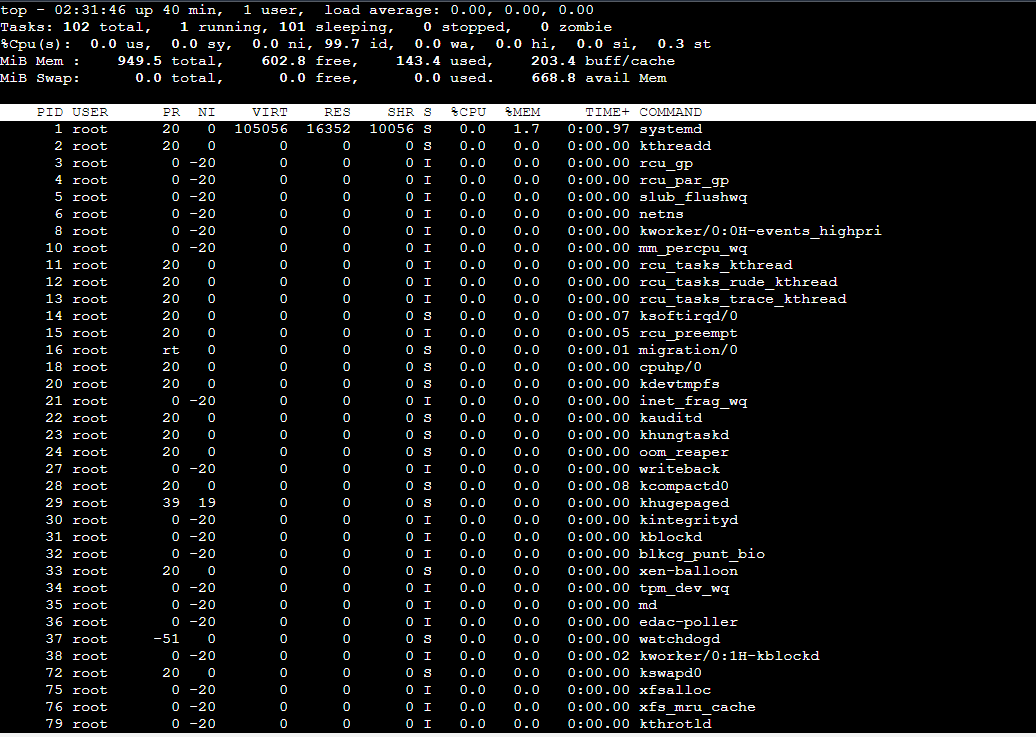 top - 02:31:46 up 40 min,  1 user,  load average: 0.00, 0.00, 0.00
Tasks: 102 total,   1 running, 101 sleeping,   0 stopped,   0 zombie
%Cpu(s):  0.0 us,  0.0 sy,  0.0 ni, 99.7 id,  0.0 wa,  0.0 hi,  0.0 si,  0.3 st
MiB Mem :    949.5 total,    602.8 free,    143.4 used,    203.4 buff/cache
MiB Swap:      0.0 total,      0.0 free,      0.0 used.    668.8 avail Mem
PID USER      PR  NI    VIRT    RES    SHR S  %CPU  %MEM     TIME+ COMMAND
1 root      20   0  105056  16352  10056 S   0.0   1.7   0:00.97 systemd
2 root      20   0       0      0      0 S   0.0   0.0   0:00.00 kthreadd
3 root       0 -20       0      0      0 I   0.0   0.0   0:00.00 rcu_gp
4 root       0 -20       0      0      0 I   0.0   0.0   0:00.00 rcu_par_gp
5 root       0 -20       0      0      0 I   0.0   0.0   0:00.00 slub_flushwq
6 root       0 -20       0      0      0 I   0.0   0.0   0:00.00 netns
8 root       0 -20       0      0      0 I   0.0   0.0   0:00.00 kworker/0:0H-events_highpri
10 root       0 -20       0      0      0 I   0.0   0.0   0:00.00 mm_percpu_wq
11 root      20   0       0      0      0 I   0.0   0.0   0:00.00 rcu_tasks_kthread
12 root      20   0       0      0      0 I   0.0   0.0   0:00.00 rcu_tasks_rude_kthread
13 root      20   0       0      0      0 I   0.0   0.0   0:00.00 rcu_tasks_trace_kthread
14 root      20   0       0      0      0 S   0.0   0.0   0:00.07 ksoftirqd/0
15 root      20   0       0      0      0 I   0.0   0.0   0:00.05 rcu_preempt
16 root      rt   0       0      0      0 S   0.0   0.0   0:00.01 migration/0
18 root      20   0       0      0      0 S   0.0   0.0   0:00.00 cpuhp/0
20 root      20   0       0      0      0 S   0.0   0.0   0:00.00 kdevtmpfs
21 root       0 -20       0      0      0 I   0.0   0.0   0:00.00 inet_frag_wq
22 root      20   0       0      0      0 S   0.0   0.0   0:00.00 kauditd
23 root      20   0       0      0      0 S   0.0   0.0   0:00.00 khungtaskd
24 root      20   0       0      0      0 S   0.0   0.0   0:00.00 oom_reaper
27 root       0 -20       0      0      0 I   0.0   0.0   0:00.00 writeback
28 root      20   0       0      0      0 S   0.0   0.0   0:00.08 kcompactd0
29 root      39  19       0      0      0 S   0.0   0.0   0:00.00 khugepaged
30 root       0 -20       0      0      0 I   0.0   0.0   0:00.00 kintegrityd
31 root       0 -20       0      0      0 I   0.0   0.0   0:00.00 kblockd
32 root       0 -20       0      0      0 I   0.0   0.0   0:00.00 blkcg_punt_bio
33 root      20   0       0      0      0 S   0.0   0.0   0:00.00 xen-balloon
34 root       0 -20       0      0      0 I   0.0   0.0   0:00.00 tpm_dev_wq
35 root       0 -20       0      0      0 I   0.0   0.0   0:00.00 md
36 root       0 -20       0      0      0 I   0.0   0.0   0:00.00 edac-poller
37 root     -51   0       0      0      0 S   0.0   0.0   0:00.00 watchdogd
38 root       0 -20       0      0      0 I   0.0   0.0   0:00.02 kworker/0:1H-kblockd
72 root      20   0       0      0      0 S   0.0   0.0   0:00.00 kswapd0
75 root       0 -20       0      0      0 I   0.0   0.0   0:00.00 xfsalloc
76 root       0 -20       0      0      0 I   0.0   0.0   0:00.00 xfs_mru_cache
79 root       0 -20       0      0      0 I   0.0   0.0   0:00.00 kthrotld